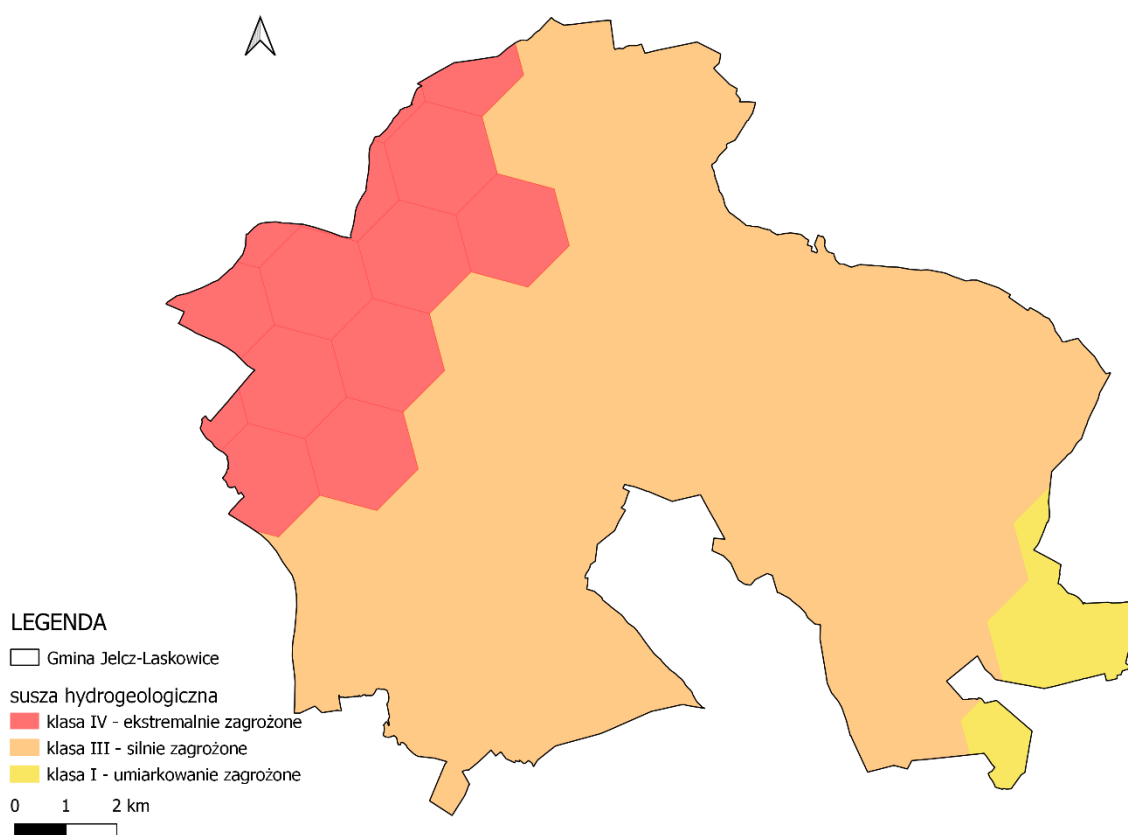 LEGENDA
Gmina Jelcz-Laskowice
susza hydrogeologiczna
klasa IV - ekstremalnie zagrożone
klasa III - silnie zagrożone
klasa I - umiarkowanie zagrożone
0 1 2 km